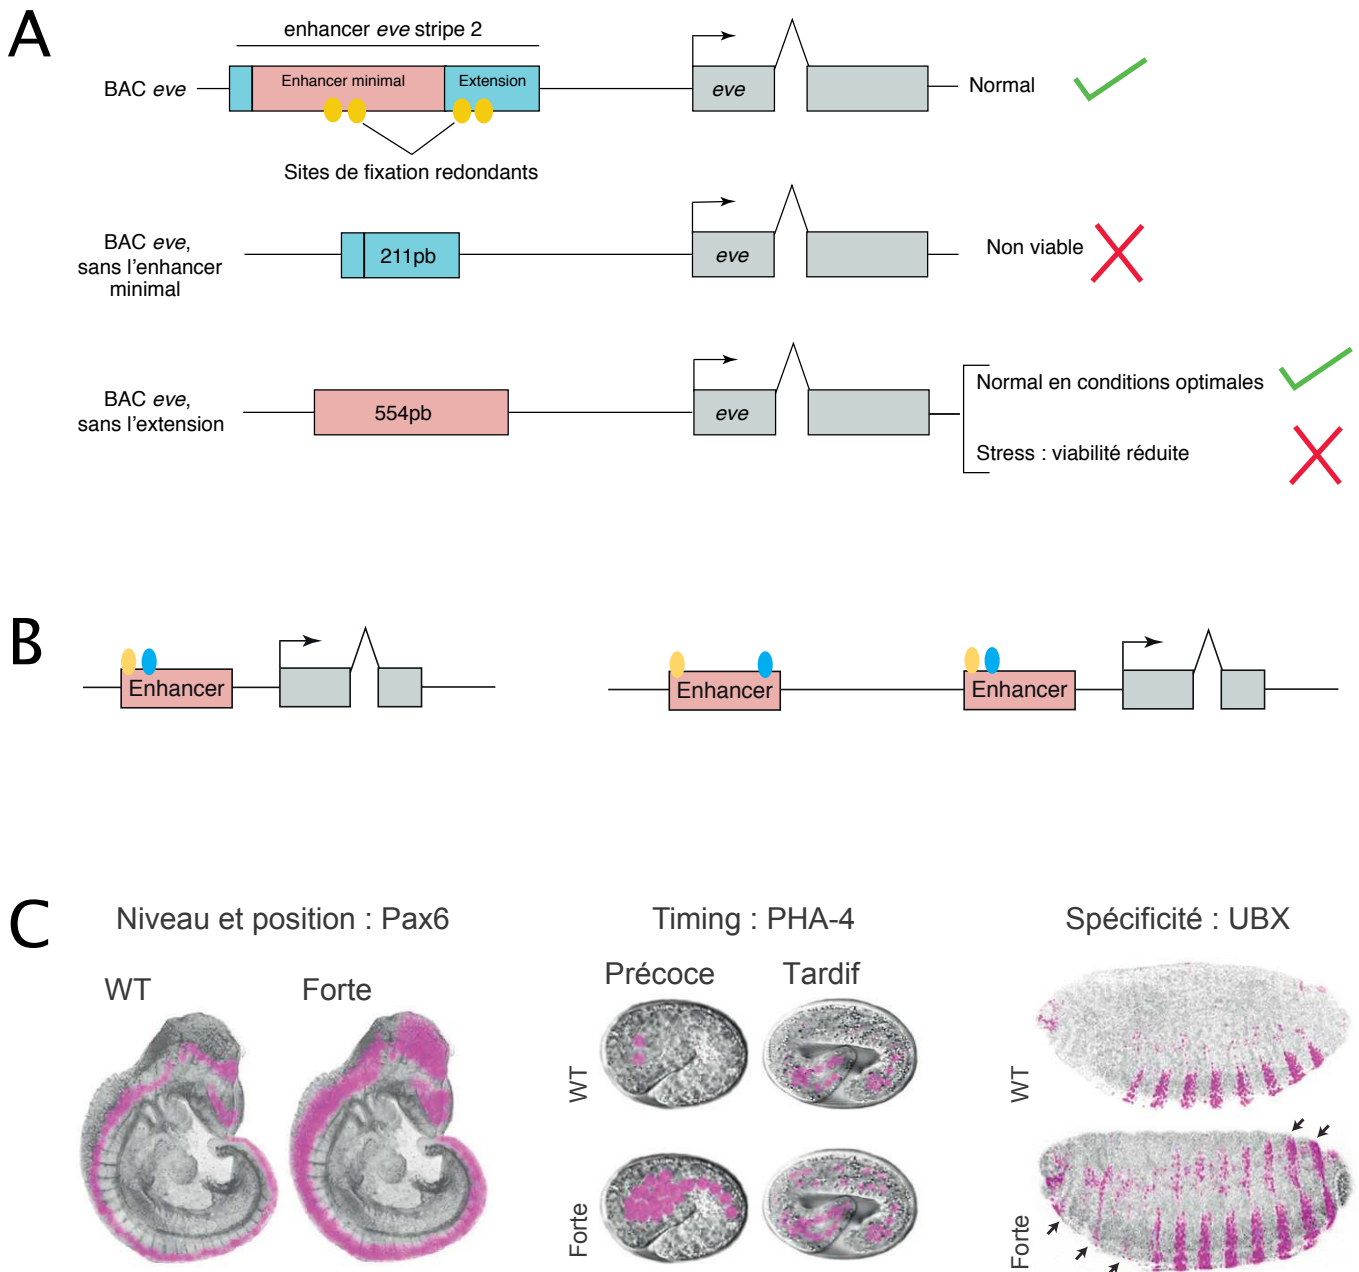 A
enhancer eve stripe 2
BAC eve
Enhancer minimal
Extension
eve
Normal
Sites de fixation redondants
BAC eve,
sans l'enhancer
minimal
211pb
eve
Non viable
BAC eve,
sans l'extension
554pb
eve
Normal en conditions optimales
Stress : viabilité réduite
B
Enhancer
Enhancer
Enhancer
C
Niveau et position : Pax6
Timing : PHA-4
Spécificité : UBX
WT
Forte
Précoce
Tardif
WT
Forte
WT
Forte